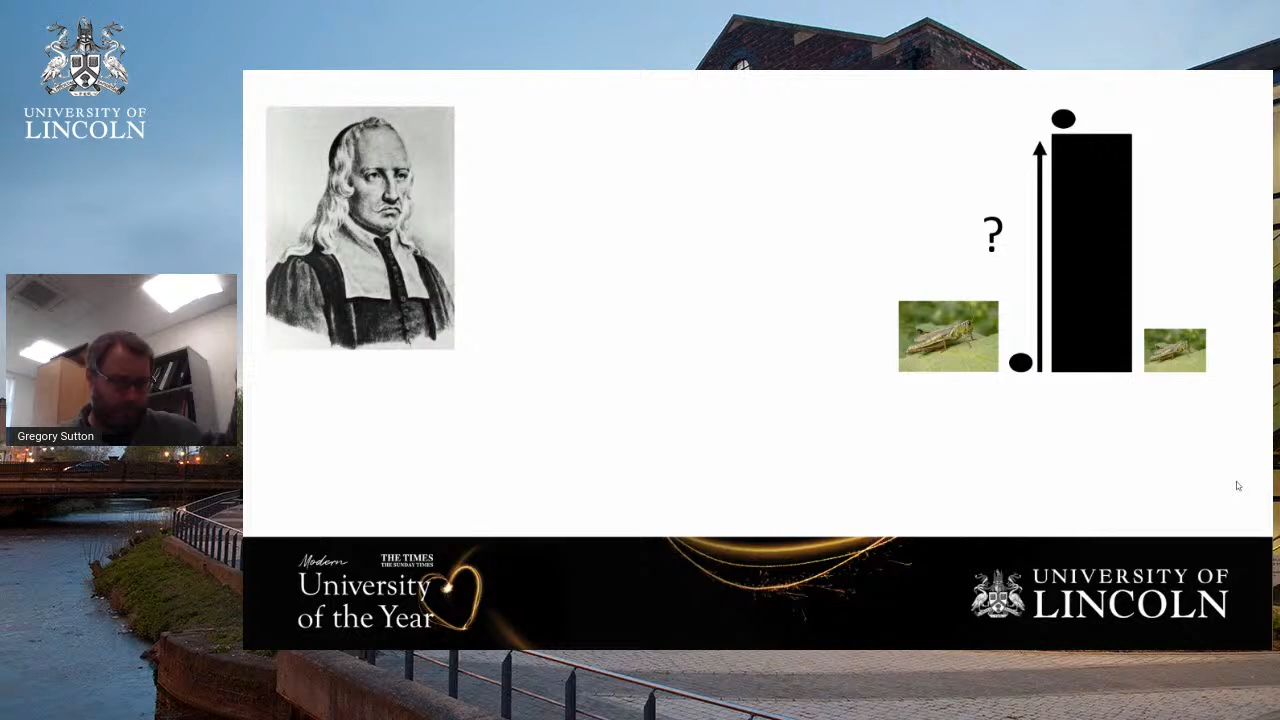 UNIVERSITY OF
LINCOLN
?
Gregory Sutton
Modern
THE TIMES
THE SUNDAY TIMES
University
of the Year
UNIVERSITY OF
LINCOLN